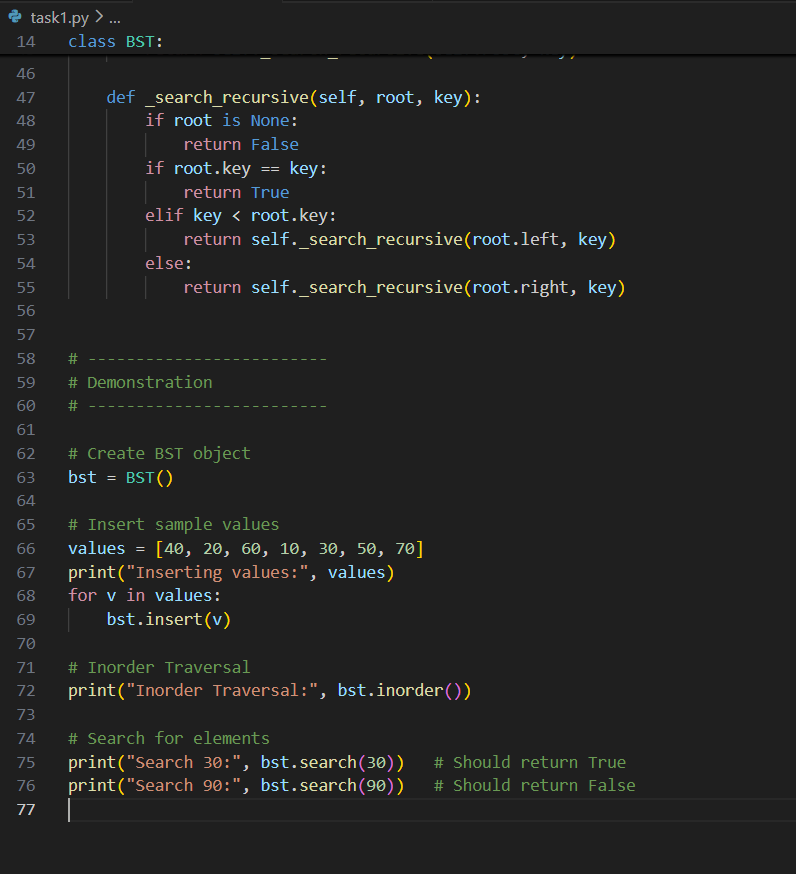 task1.py > ...
14 class BST:
46
47     def _search_recursive(self, root, key):
48         if root is None:
49             return False
50         if root.key == key:
51             return True
52         elif key < root.key:
53             return self._search_recursive(root.left, key)
54         else:
55             return self._search_recursive(root.right, key)
56
57
58 # -------------------------
59 # Demonstration
60 # -------------------------
61
62 # Create BST object
63 bst = BST()
64
65 # Insert sample values
66 values = [40, 20, 60, 10, 30, 50, 70]
67 print("Inserting values:", values)
68 for v in values:
69     bst.insert(v)
70
71 # Inorder Traversal
72 print("Inorder Traversal:", bst.inorder())
73
74 # Search for elements
75 print("Search 30:", bst.search(30))   # Should return True
76 print("Search 90:", bst.search(90))   # Should return False
77